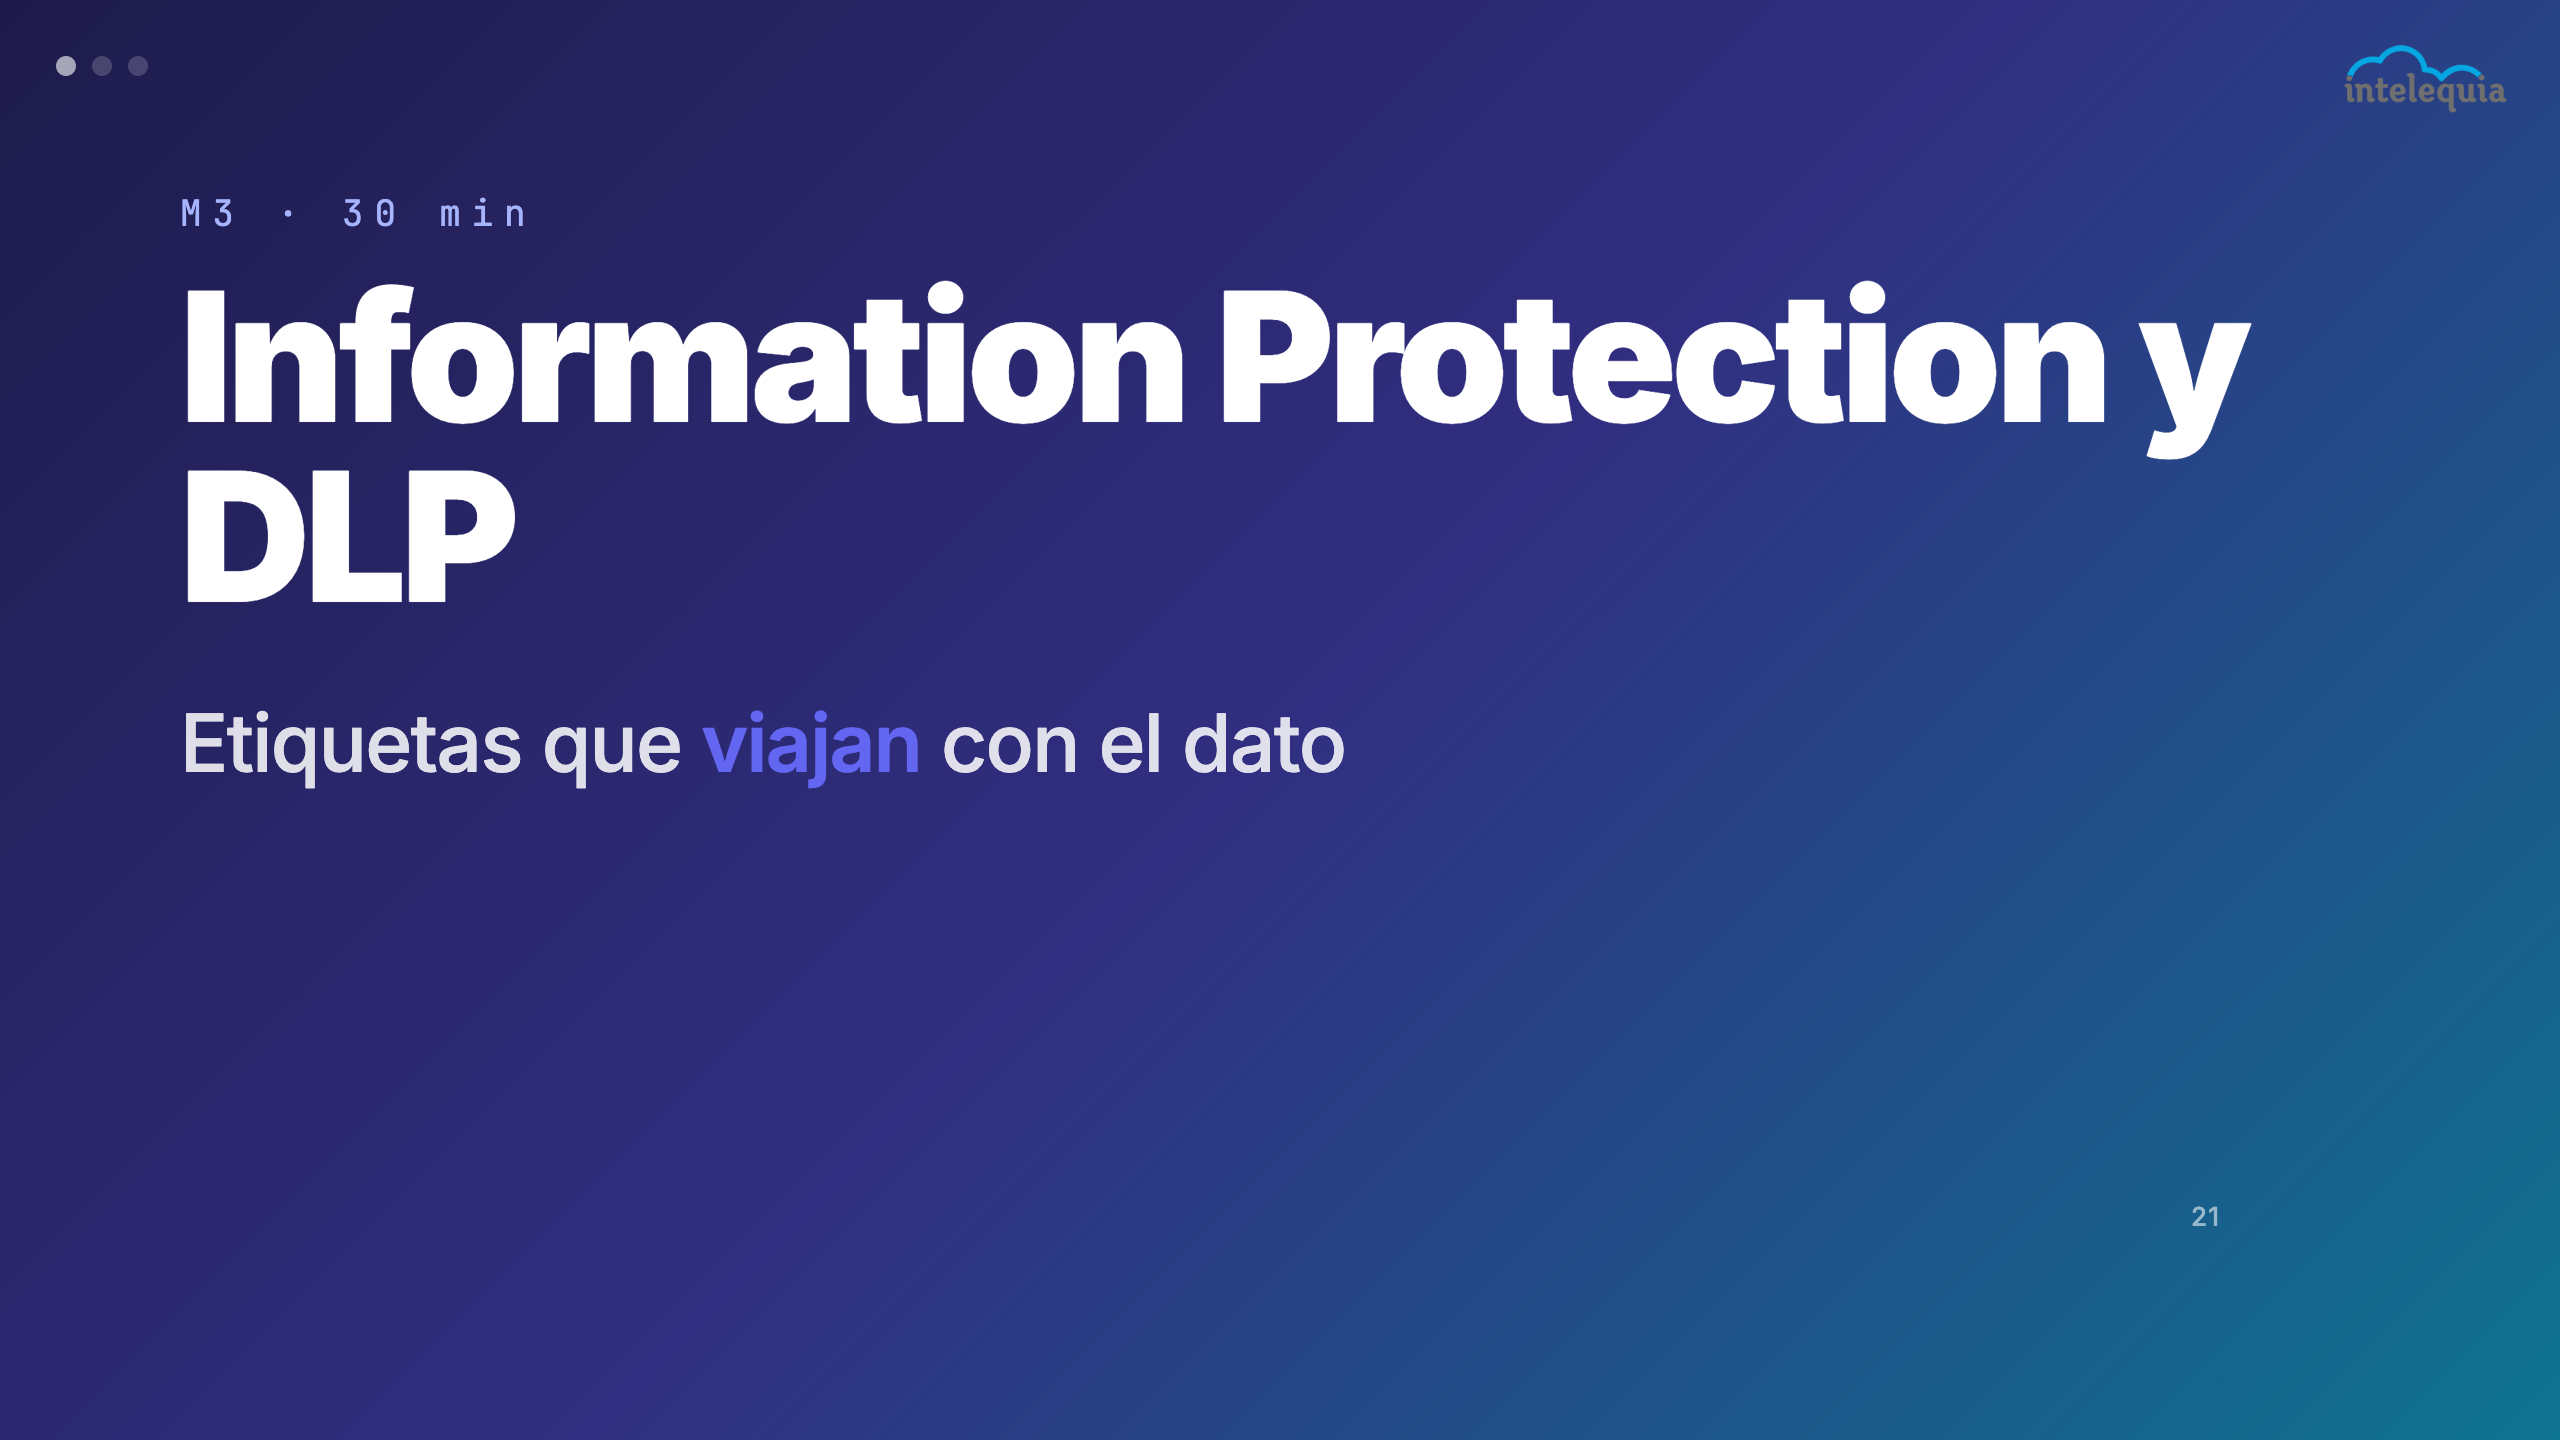 intelequia
M3 · 30 min
Information Protection y
DLP
Etiquetas que viajan con el dato
21